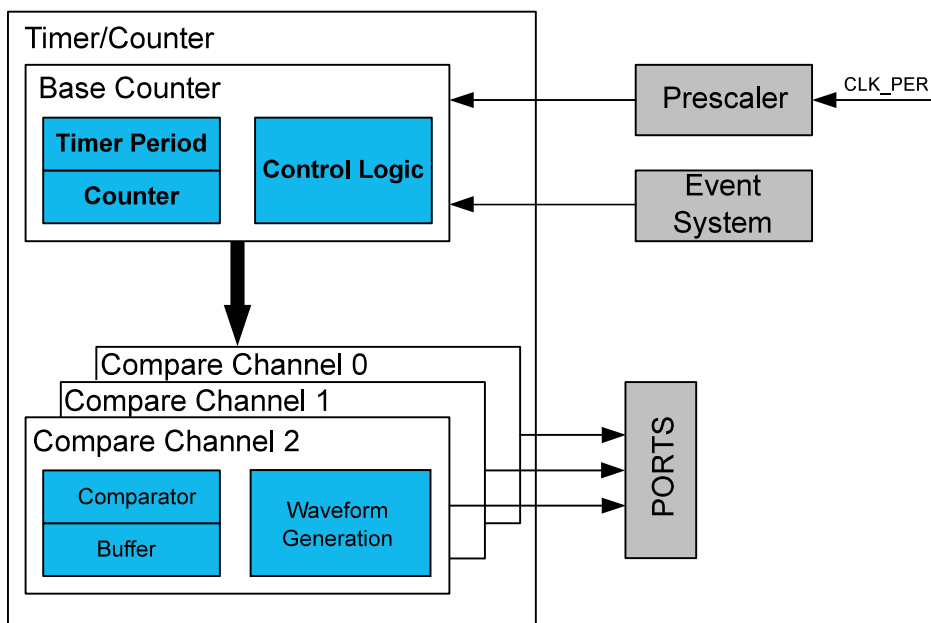 Timer/Counter
Base Counter
Timer Period
Counter
Control Logic
Prescaler
CLK_PER
Event
System
Compare Channel 0
Compare Channel 1
Compare Channel 2
Comparator
Buffer
Waveform
Generation
PORTS